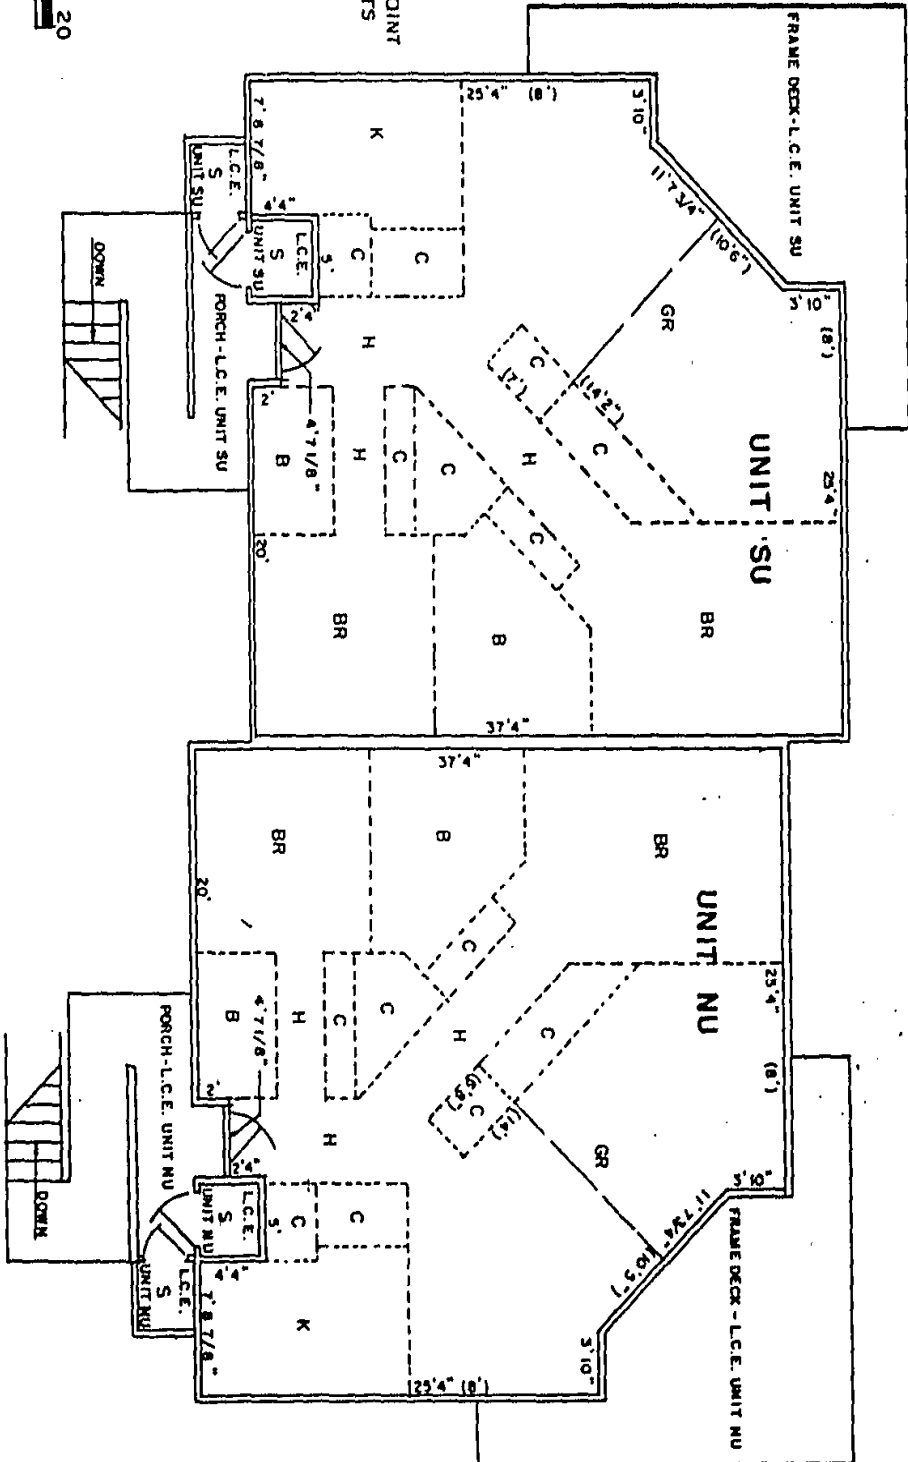 20
OINT
TS
FRAME DECK-L.C.E. UNIT SU
25'4" (8')
3'10"
11'7 3/4"
(10'6")
3'10"
(8')
25'4"
7'8 7/8"
K
L.C.E.
S
UNIT SU
4'4"
L.C.E.
S
UNIT SU
5'
C
C
GR
DOWN
PORCH-L.C.E. UNIT SU
2'4"
H
C
(2')
(14'2")
C
UNIT SU
2'
4'7 1/8"
B
H
C
C
H
C
20'
BR
B
BR
37'4"
37'4"
BR
B
BR
UNIT NU
20'
C
25'4"
B
4'7 1/8"
H
C
C
H
C
(8')
PORCH-L.C.E. UNIT NU
2'
2'4"
H
C
(14')
GR
3'10"
DOWN
L.C.E.
S
UNIT NU
5'
C
C
11'7 3/4"
(10'5")
FRAME DECK-L.C.E. UNIT NU
L.C.E.
S
UNIT NU
4'4"
7'8 7/8"
K
25'4" (8')
3'10"